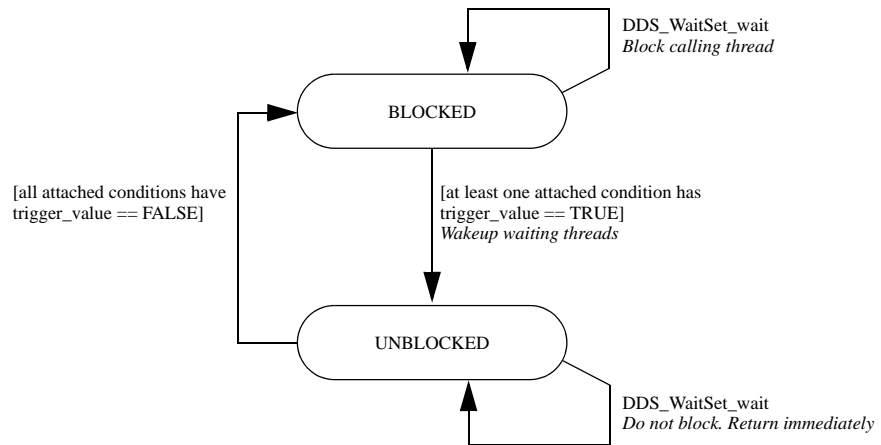 DDS_WaitSet_wait
Block calling thread
BLOCKED
[all attached conditions have
trigger_value == FALSE]
[at least one attached condition has
trigger_value == TRUE]
Wakeup waiting threads
UNBLOCKED
DDS_WaitSet_wait
Do not block. Return immediately